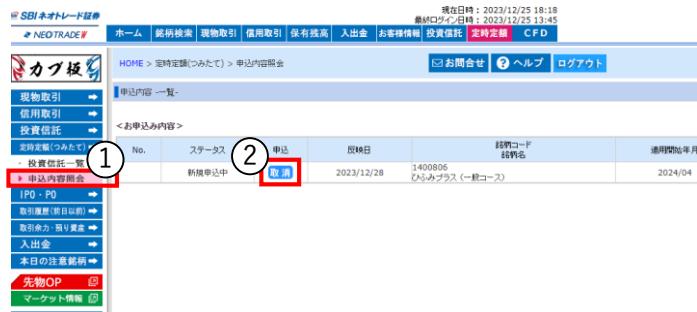 SBI ネオトレード証券
NEOTRADE W
現在日時：2023/12/25 18:18
最終ログイン日時：2023/12/25 13:45
ホーム 銘柄検索 現物取引 信用取引 保有残高 入出金 お客様情報 投資信託 定時定額 CFD
カブ板
HOME > 定時定額(つみたて) > 申込内容照会
お問合せ ? ヘルプ ログアウト
現物取引
信用取引
投資信託
定時定額(つみたて)
・ 投資信託一覧
申込内容照会
IPO・PO
取引履歴(前日以前)
取引余力・預り資産
入出金
本日の注意銘柄
先物OP
マーケット情報
申込内容 -一覧-
＜お申込み内容＞
No. ステータス 申込 反映日 銘柄コード
銘柄名 適用開始年月
新規申込中 取消 2023/12/28 1400806
ひふみプラス（一般コース） 2024/04
①
②